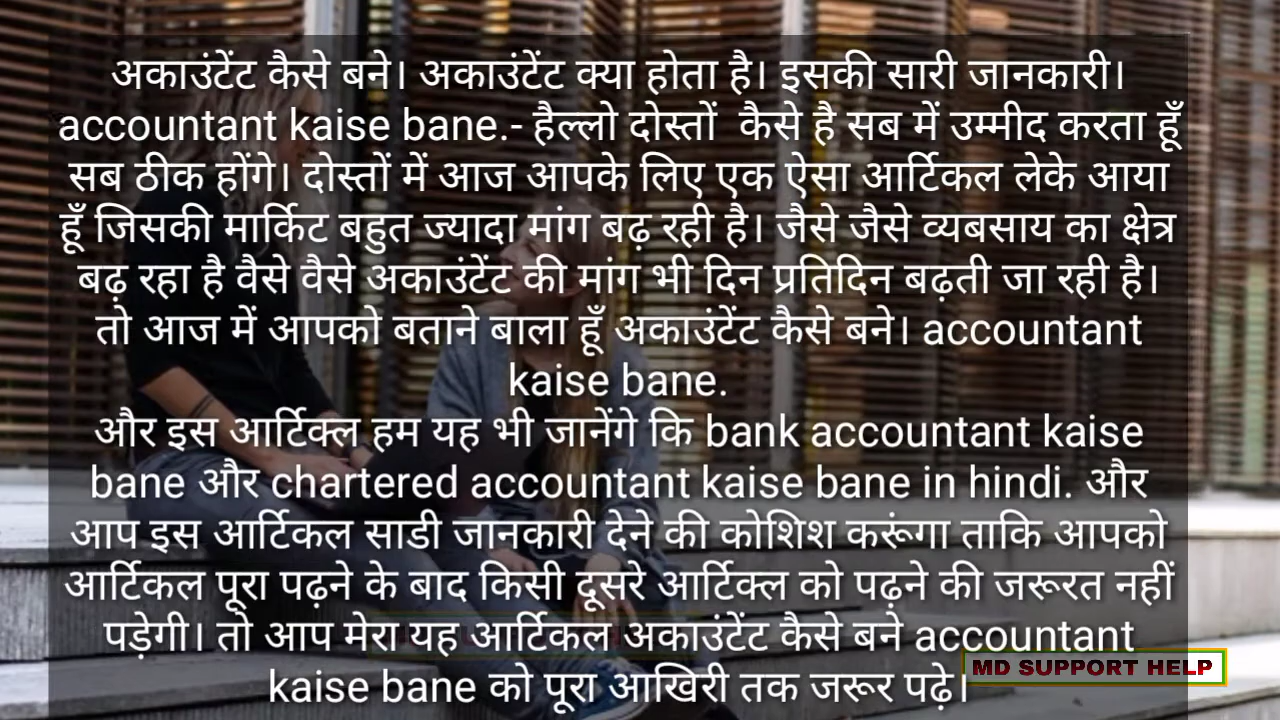 अकाउंटेंट कैसे बने। अकाउंटेंट क्या होता है। इसकी सारी जानकारी।
accountant kaise bane.- हैल्लो दोस्तों  कैसे है सब में उम्मीद करता हूँ
सब ठीक होंगे। दोस्तों में आज आपके लिए एक ऐसा आर्टिकल लेके आया
हूँ जिसकी मार्किट बहुत ज्यादा मांग बढ़ रही है। जैसे जैसे व्यबसाय का क्षेत्र
बढ़ रहा है वैसे वैसे अकाउंटेंट की मांग भी दिन प्रतिदिन बढ़ती जा रही है।
तो आज में आपको बताने बाला हूँ अकाउंटेंट कैसे बने। accountant
kaise bane.
और इस आर्टिक्ल हम यह भी जानेंगे कि bank accountant kaise
bane और chartered accountant kaise bane in hindi. और
आप इस आर्टिकल साडी जानकारी देने की कोशिश करूंगा ताकि आपको
आर्टिकल पूरा पढ़ने के बाद किसी दूसरे आर्टिक्ल को पढ़ने की जरूरत नहीं
पड़ेगी। तो आप मेरा यह आर्टिकल अकाउंटेंट कैसे बने accountant
kaise bane को पूरा आखिरी तक जरूर पढ़े।
MD SUPPORT HELP